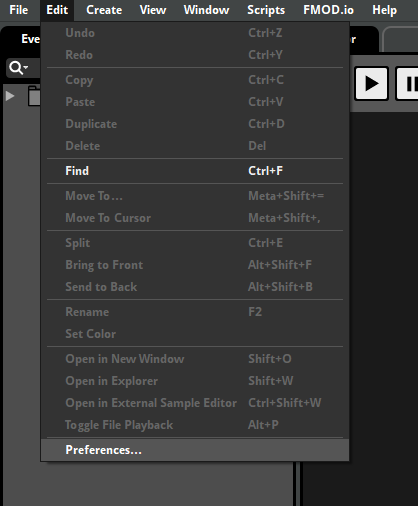 File Edit Create View Window Scripts FMOD.io Help
Eve r
Undo Ctrl+Z
Redo Ctrl+Y
Copy Ctrl+C
Paste Ctrl+V
Duplicate Ctrl+D
Delete Del
Find Ctrl+F
Move To... Meta+Shift+=
Move To Cursor Meta+Shift+,
Split Ctrl+E
Bring to Front Alt+Shift+F
Send to Back Alt+Shift+B
Rename F2
Set Color
Open in New Window Shift+O
Open in Explorer Shift+W
Open in External Sample Editor Ctrl+Shift+W
Toggle File Playback Alt+P
Preferences...